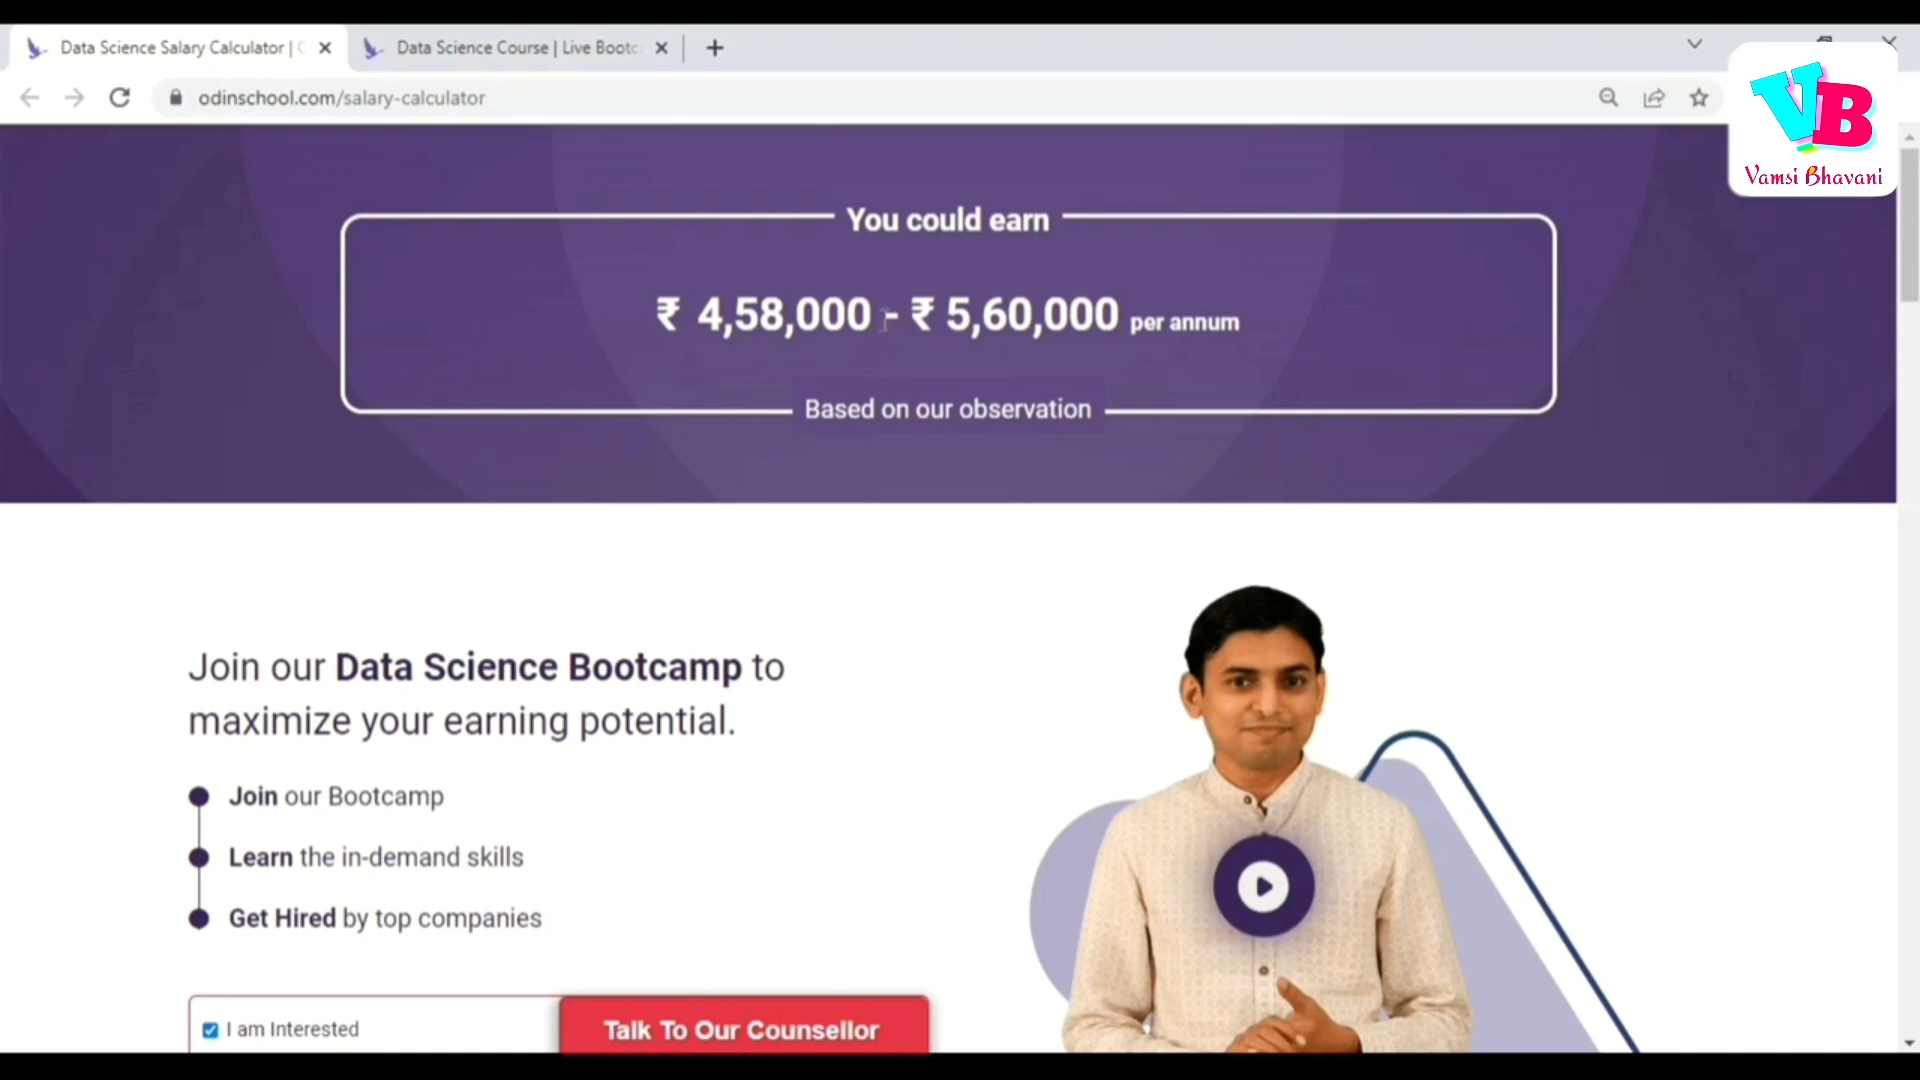 Data Science Salary Calculator |
Data Science Course | Live Bootc
odinschool.com/salary-calculator
VB
Vamsi Bhavani
You could earn
₹ 4,58,000 - ₹ 5,60,000 per annum
Based on our observation
Join our Data Science Bootcamp to
maximize your earning potential.
Join our Bootcamp
Learn the in-demand skills
Get Hired by top companies
I am Interested
Talk To Our Counsellor